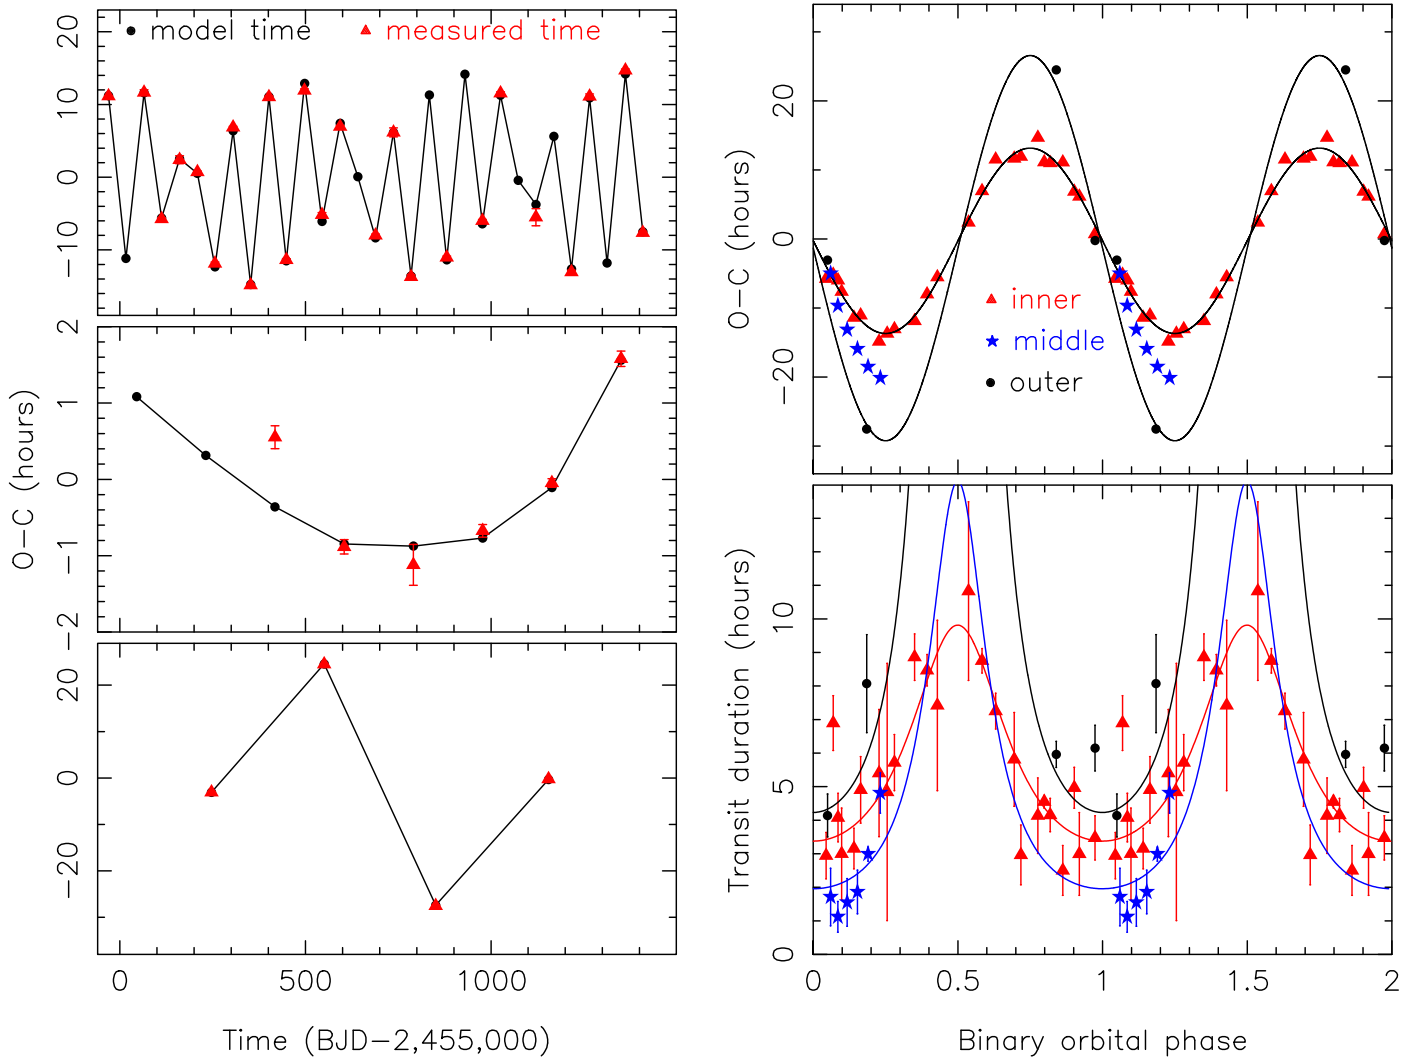 model time
measured time
20
10
0
−10
2
1
0
−1
−2
20
0
−20
O−C (hours)
0
500
1000
Time (BJD−2,455,000)
20
0
−20
O−C (hours)
inner
middle
outer
10
5
0
Transit duration (hours)
0
0.5
1
1.5
2
Binary orbital phase